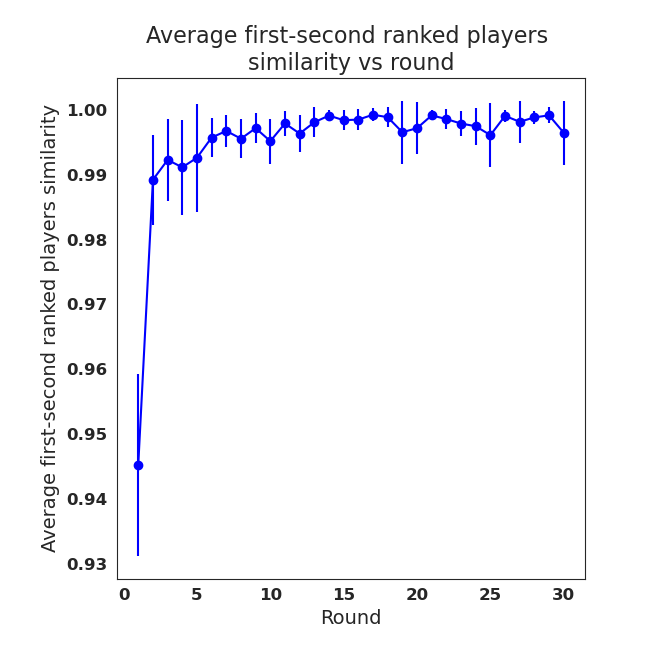 Average first-second ranked players
similarity vs round
Average first-second ranked players similarity
1.00
0.99
0.98
0.97
0.96
0.95
0.94
0.93
0 5 10 15 20 25 30
Round